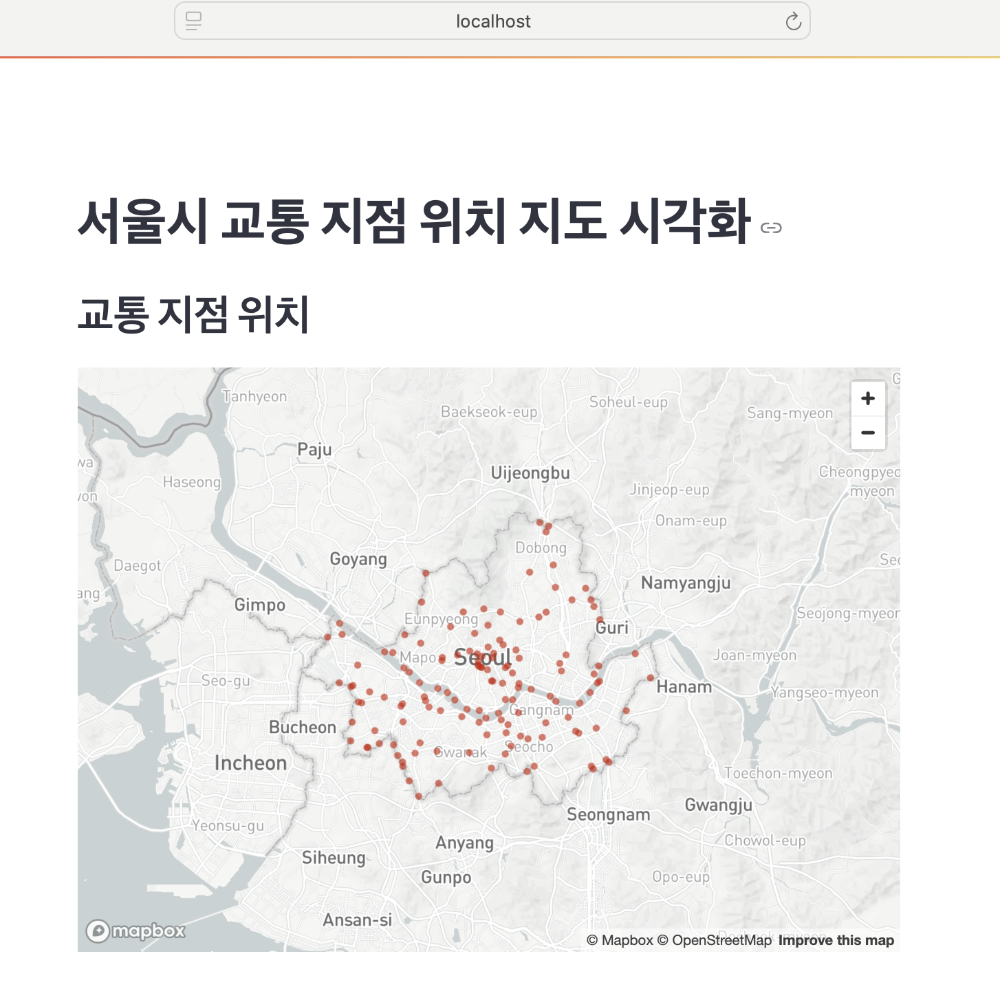 localhost
서울시 교통 지점 위치 지도 시각화
교통 지점 위치
Tanhyeon
Baekseok-eup
Soheul-eup
Sang-myeon
Paju
Uijeongbu
Haseong
Jinjeop-eup
Cheongpyeo
myeon
Onam-eup
Dobong
Daegot
Goyang
Namyangju
Gimpo
Eunpyeong
Guri
Sejong-myeon
Mapo
Seoul
Joan-myeon
Seo-gu
Hanam
Yangseo-myeon
Gangnam
Bucheon
Gwanak
Seocho
Incheon
Toechon-myeon
Gwangju
Seongnam
Yeonsu-gu
Anyang
Chowol-eup
Siheung
Gunpo
Opo-eup
Ansan-si
mapbox
© Mapbox © OpenStreetMap Improve this map